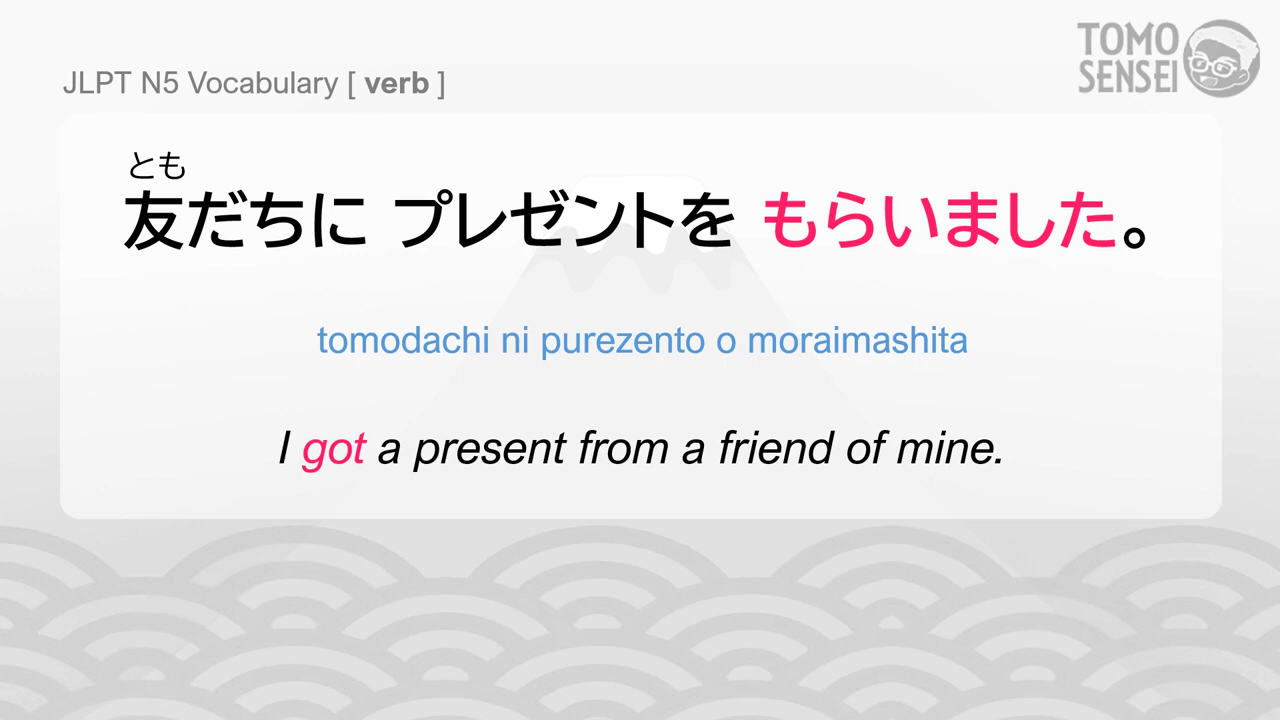 TOMO
SENSEI
JLPT N5 Vocabulary [ verb ]
とも
友だちに プレゼントを もらいました。
tomodachi ni purezento o moraimashita
I got a present from a friend of mine.